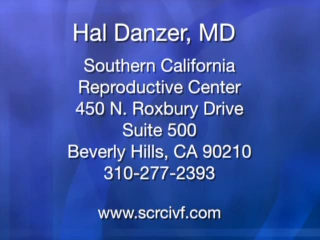 Hal Danzer, MD
Southern California
Reproductive Center
450 N. Roxbury Drive
Suite 500
Beverly Hills, CA 90210
310-277-2393
www.scrcivf.com